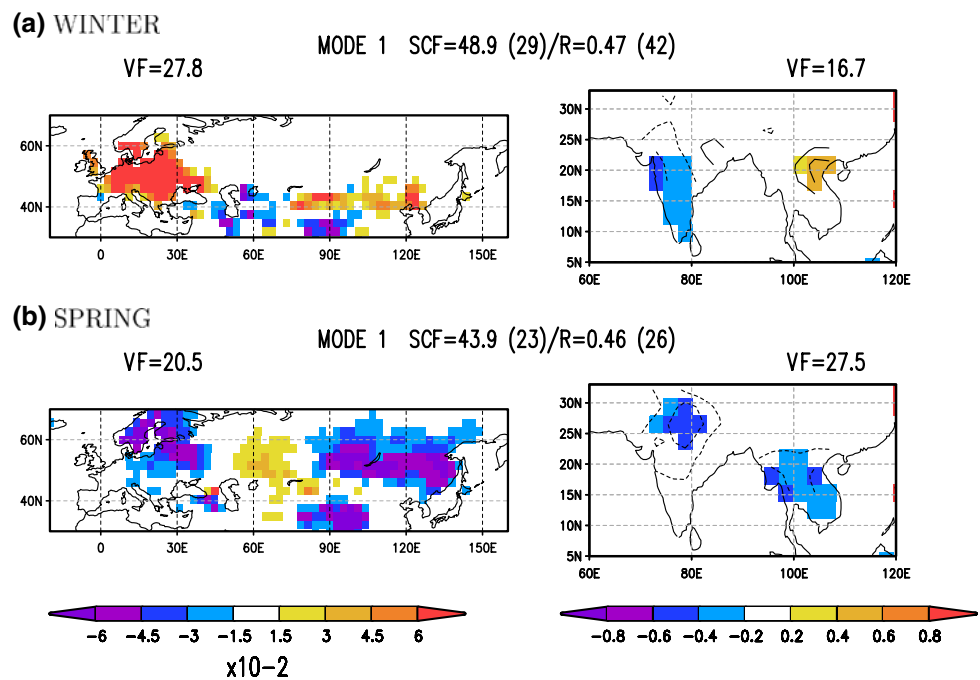 (a) WINTER
MODE 1 SCF=48.9 (29)/R=0.47 (42)
VF=27.8
VF=16.7
60N
40N
0 30E 60E 90E 120E 150E
30N
25N
20N
15N
10N
5N
60E 80E 100E 120E
(b) SPRING
MODE 1 SCF=43.9 (23)/R=0.46 (26)
VF=20.5
VF=27.5
60N
40N
0 30E 60E 90E 120E 150E
30N
25N
20N
15N
10N
5N
60E 80E 100E 120E
-6 -4.5 -3 -1.5 1.5 3 4.5 6
x10-2
-0.8 -0.6 -0.4 -0.2 0.2 0.4 0.6 0.8